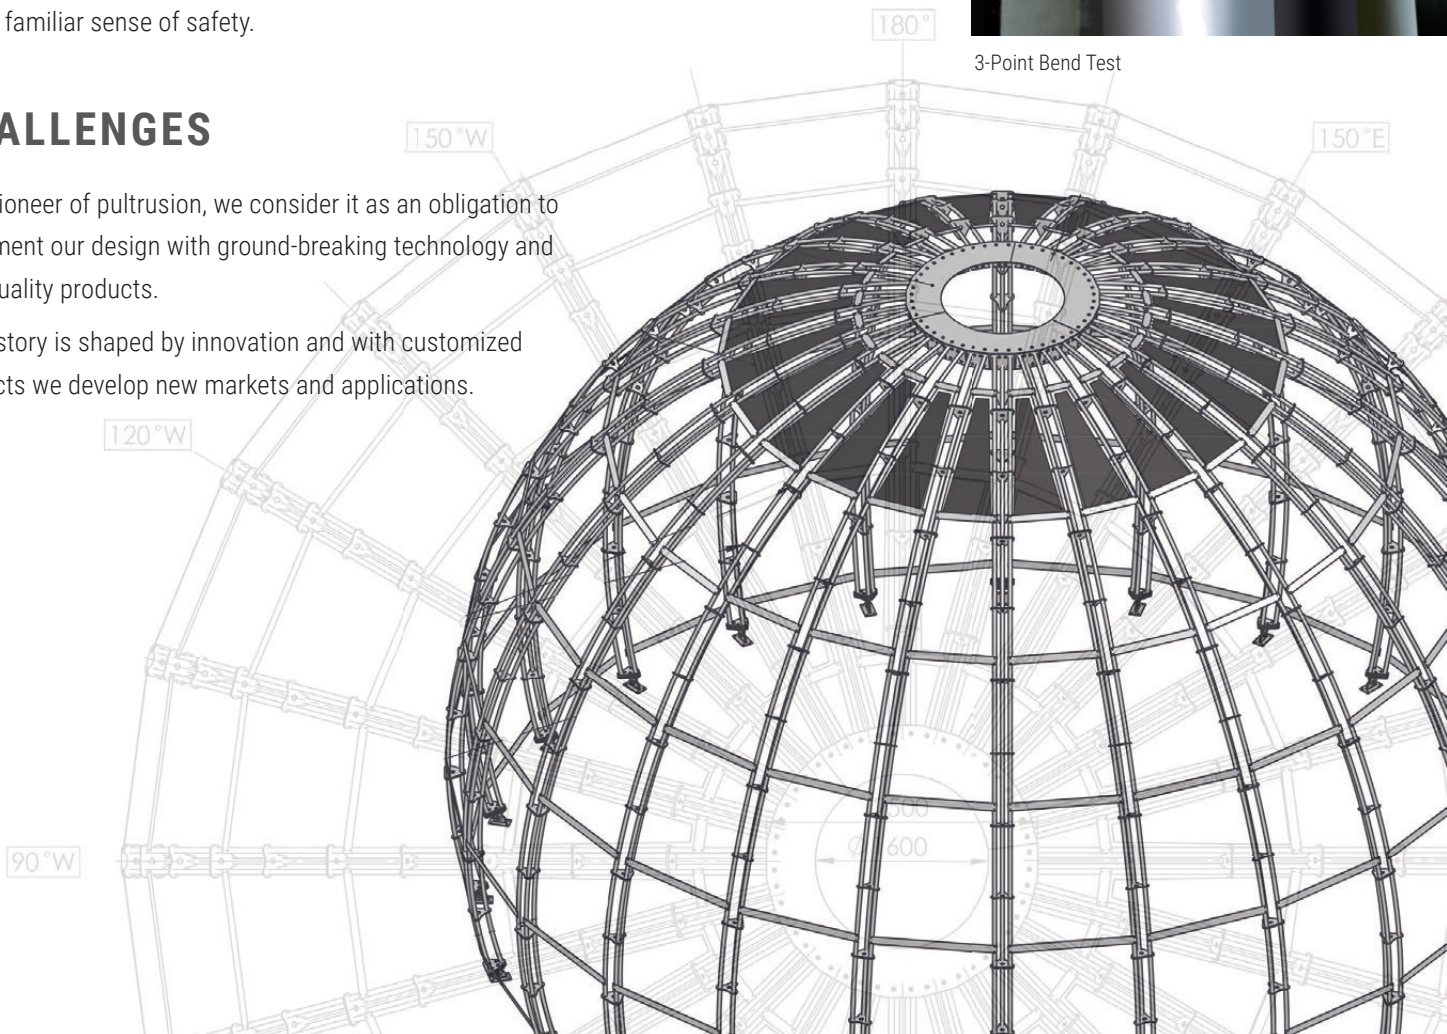 familiar sense of safety.
3-Point Bend Test
ALLENGES
ioneer of pultrusion, we consider it as an obligation to
ment our design with ground-breaking technology and
uality products.
story is shaped by innovation and with customized
cts we develop new markets and applications.
180°
150°W
150°E
120°W
90°W
500
600